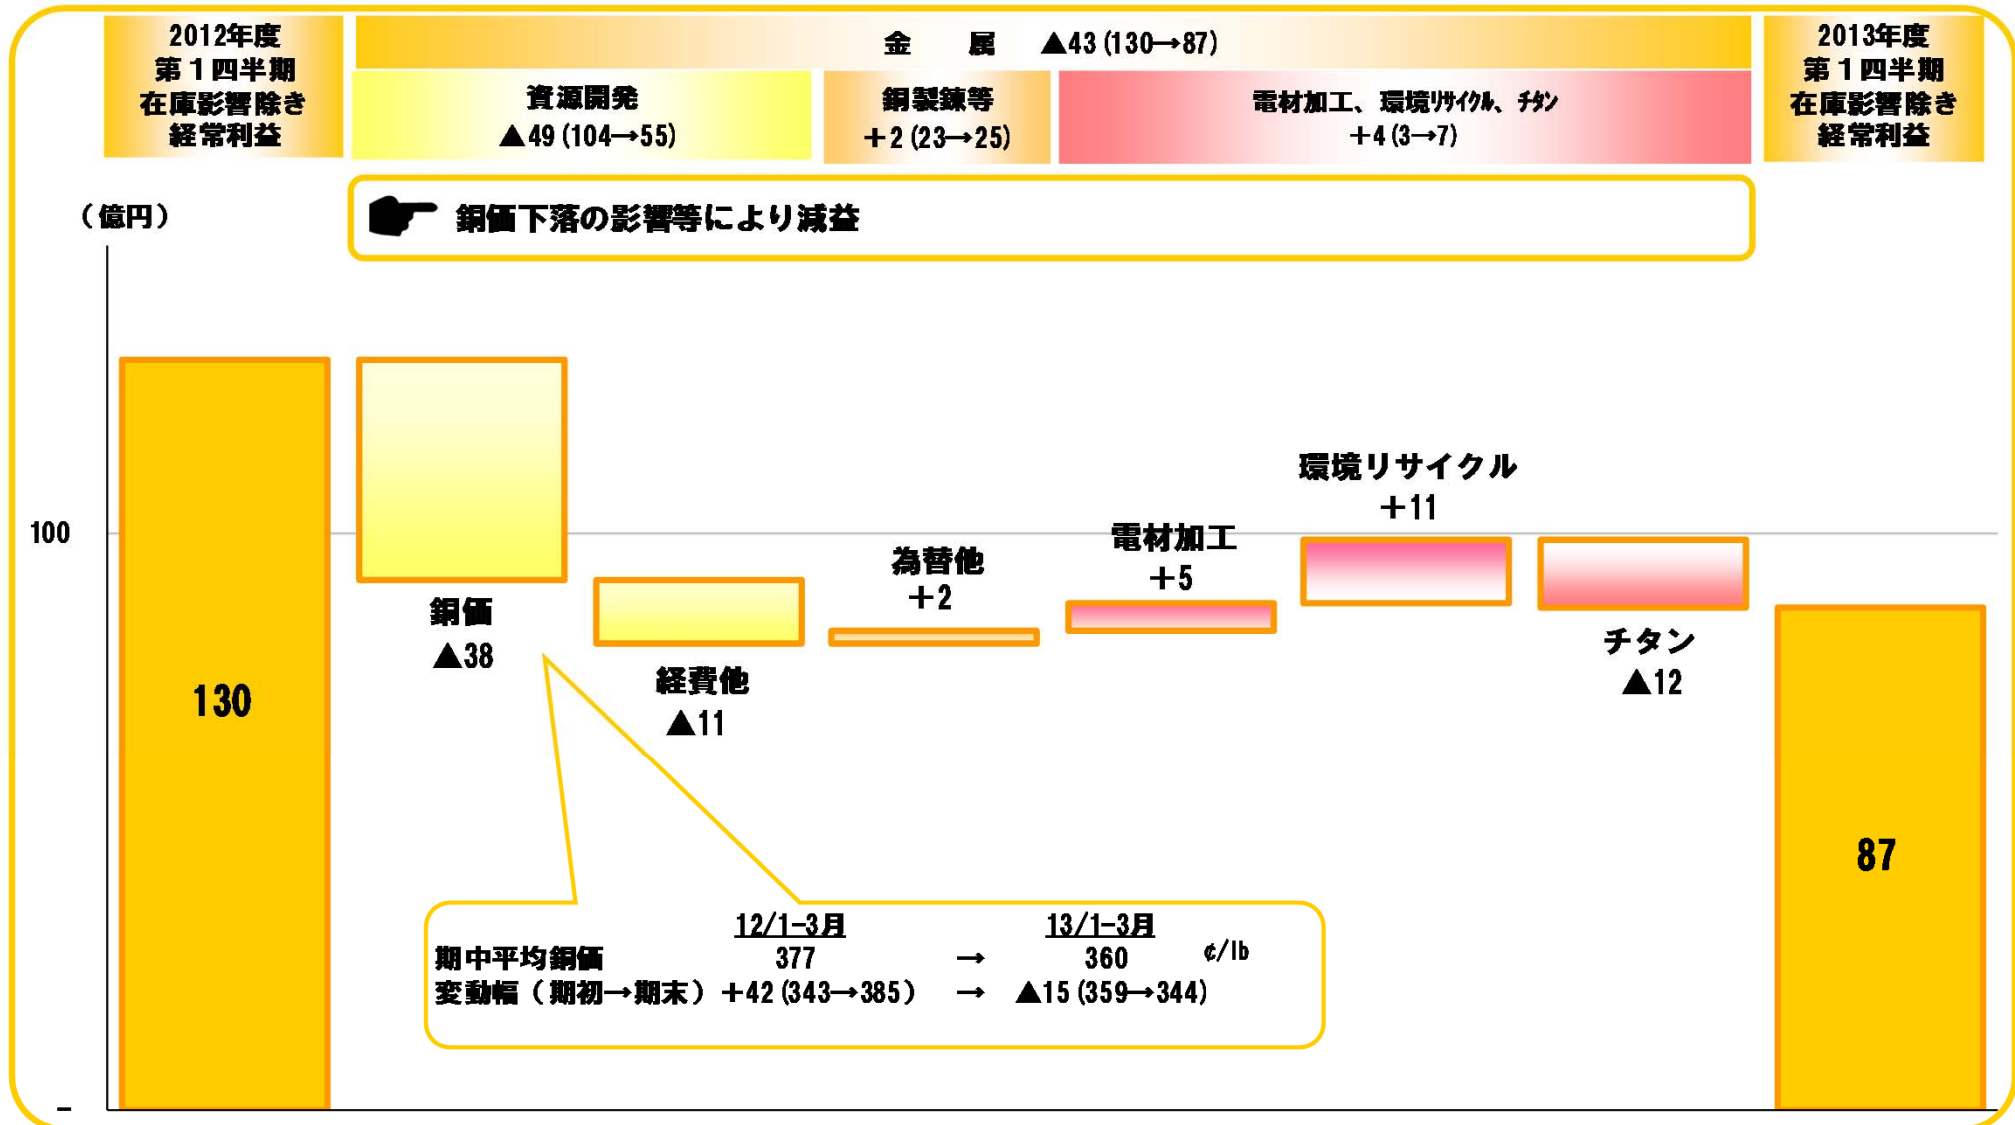 2012年度
第1四半期
在庫影響除き
経常利益
金　属　▲43(130→87)
資源開発
▲49(104→55)
銅製錬等
+2(23→25)
電材加工、環境ﾘｻｲｸﾙ、ﾁﾀﾝ
+4(3→7)
2013年度
第1四半期
在庫影響除き
経常利益
（億円）
銅価下落の影響等により減益
100
130
銅価
▲38
経費他
▲11
為替他
+2
電材加工
+5
環境リサイクル
+11
チタン
▲12
87
12/1-3月　13/1-3月
期中平均銅価　377　→　360　¢/lb
変動幅（期初→期末）+42(343→385)　→　▲15(359→344)
-